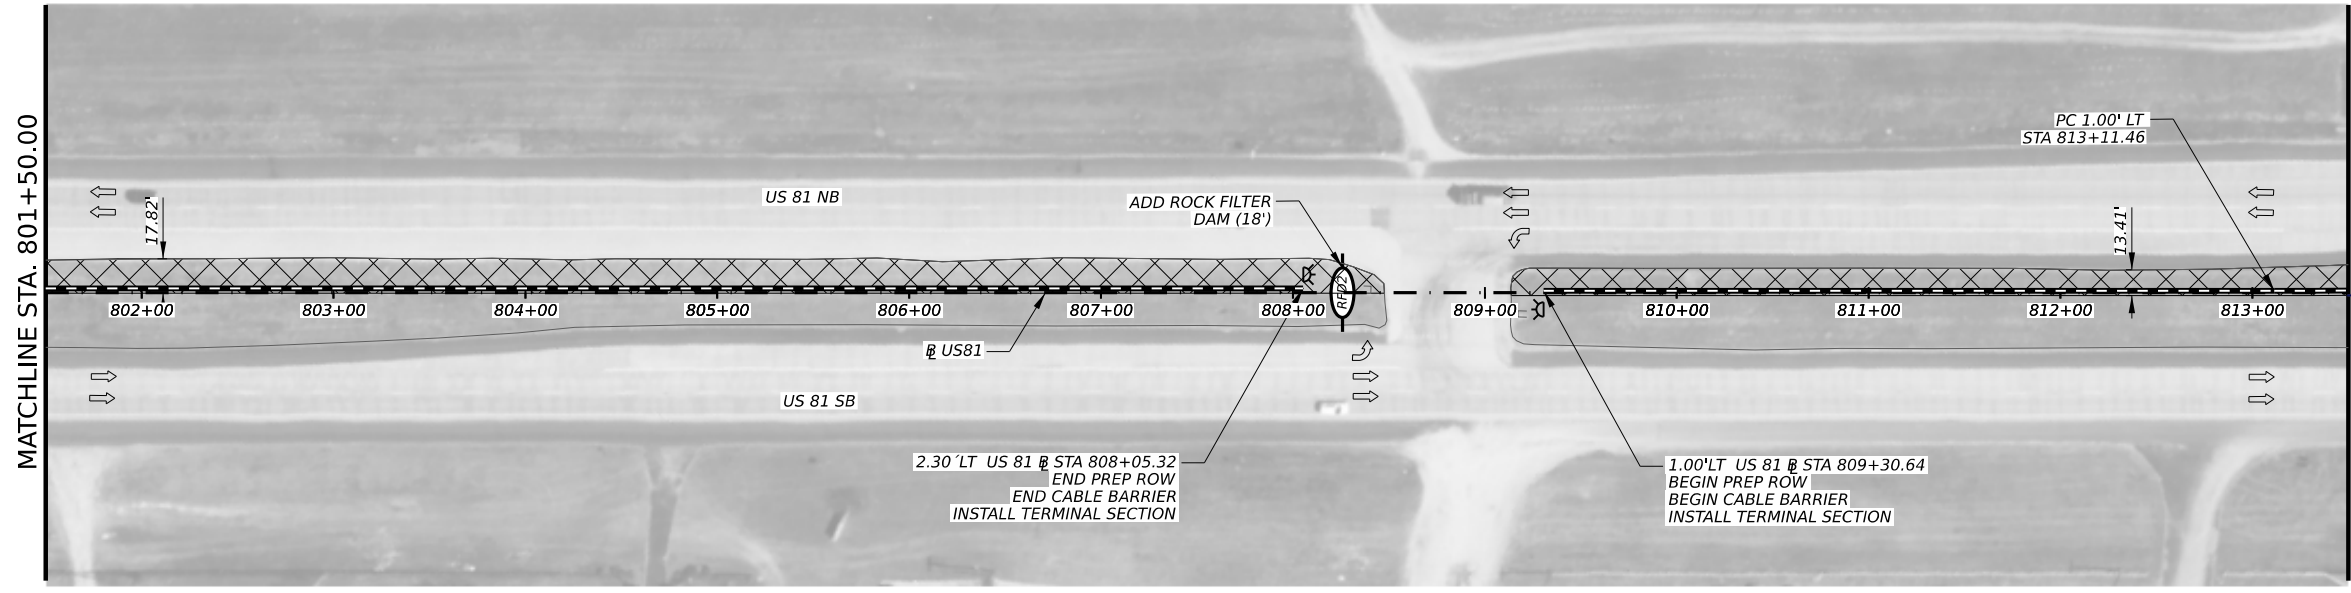 MATCHLINE STA. 801+50.00
PC 1.00' LT
STA 813+11.46
US 81 NB
17.82'
ADD ROCK FILTER
DAM (18')
13.41'
RFD2
802+00 803+00 804+00 805+00 806+00 807+00 808+00 809+00 810+00 811+00 812+00 813+00
℄ US81
US 81 SB
2.30´LT US 81 ℄ STA 808+05.32
END PREP ROW
END CABLE BARRIER
INSTALL TERMINAL SECTION
1.00'LT US 81 ℄ STA 809+30.64
BEGIN PREP ROW
BEGIN CABLE BARRIER
INSTALL TERMINAL SECTION